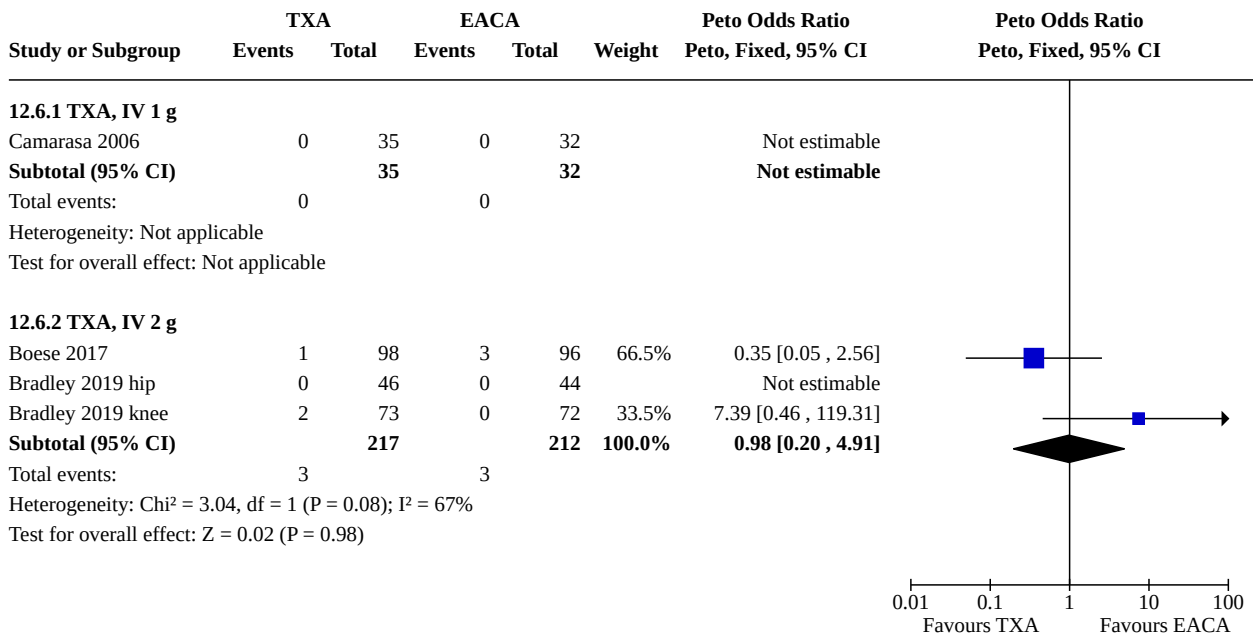 TXA EACA Peto Odds Ratio Peto Odds Ratio
Study or Subgroup Events Total Events Total Weight Peto, Fixed, 95% CI Peto, Fixed, 95% CI
12.6.1 TXA, IV 1 g
Camarasa 2006 0 35 0 32 Not estimable
Subtotal (95% CI) 35 32 Not estimable
Total events: 0 0
Heterogeneity: Not applicable
Test for overall effect: Not applicable
12.6.2 TXA, IV 2 g
Boese 2017 1 98 3 96 66.5% 0.35 [0.05 , 2.56]
Bradley 2019 hip 0 46 0 44 Not estimable
Bradley 2019 knee 2 73 0 72 33.5% 7.39 [0.46 , 119.31]
Subtotal (95% CI) 217 212 100.0% 0.98 [0.20 , 4.91]
Total events: 3 3
Heterogeneity: Chi² = 3.04, df = 1 (P = 0.08); I² = 67%
Test for overall effect: Z = 0.02 (P = 0.98)
0.01 0.1 1 10 100
Favours TXA Favours EACA